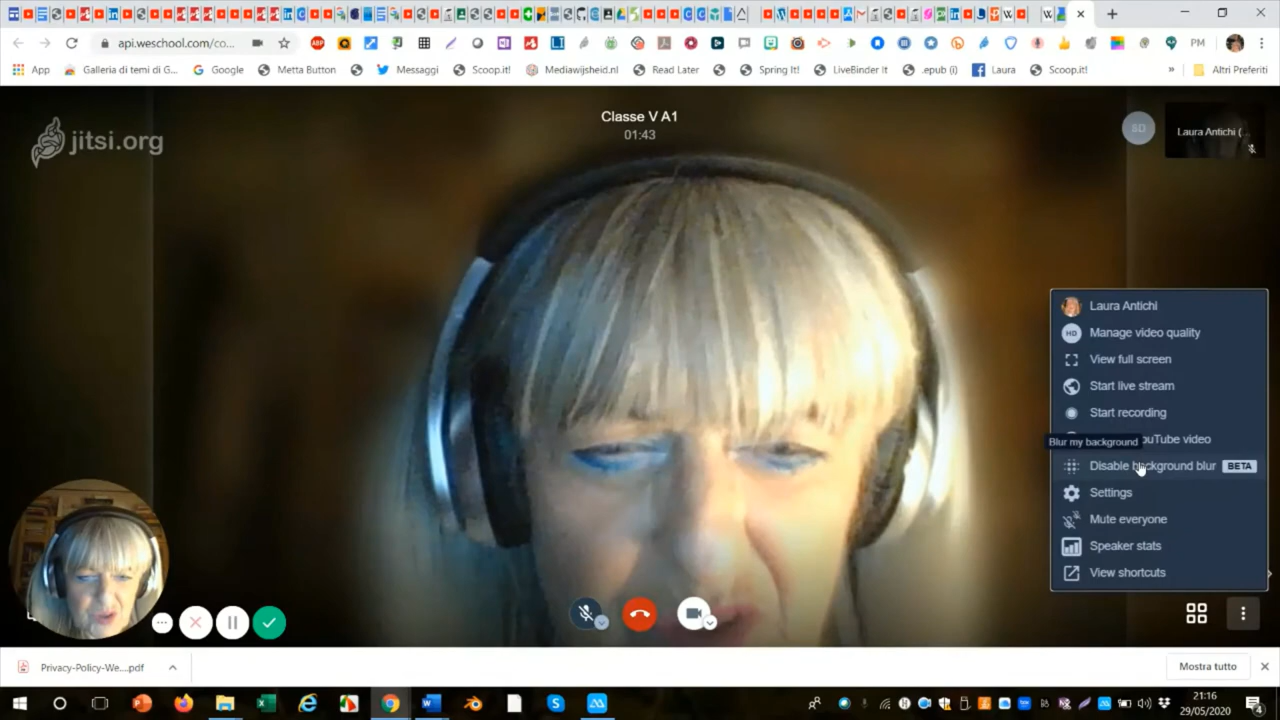 api.weschool.com/co...
PM
App
Galleria di temi di G...
Google
Metta Button
Messaggi
Scoop.it!
Mediawijsheid.nl
Read Later
Spring It!
LiveBinder It
.epub (i)
Laura
Scoop.it!
»
Altri Preferiti
jitsi.org
Classe V A1
01:43
SD
Laura Antichi (
Laura Antichi
HD
Manage video quality
View full screen
Start live stream
Start recording
Blur my background
ouTube video
Disable background blur BETA
Settings
Mute everyone
Speaker stats
View shortcuts
Privacy-Policy-We....pdf
Mostra tutto
21:16
29/05/2020
4